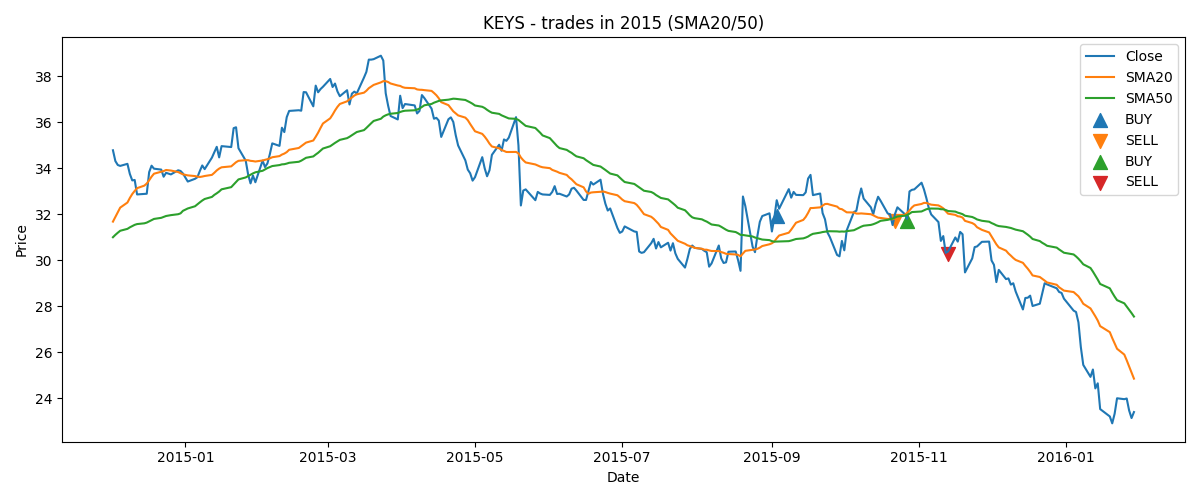 KEYS - trades in 2015 (SMA20/50)
Close
SMA20
SMA50
BUY
SELL
BUY
SELL
Price
38
36
34
32
30
28
26
24
2015-01
2015-03
2015-05
2015-07
2015-09
2015-11
2016-01
Date